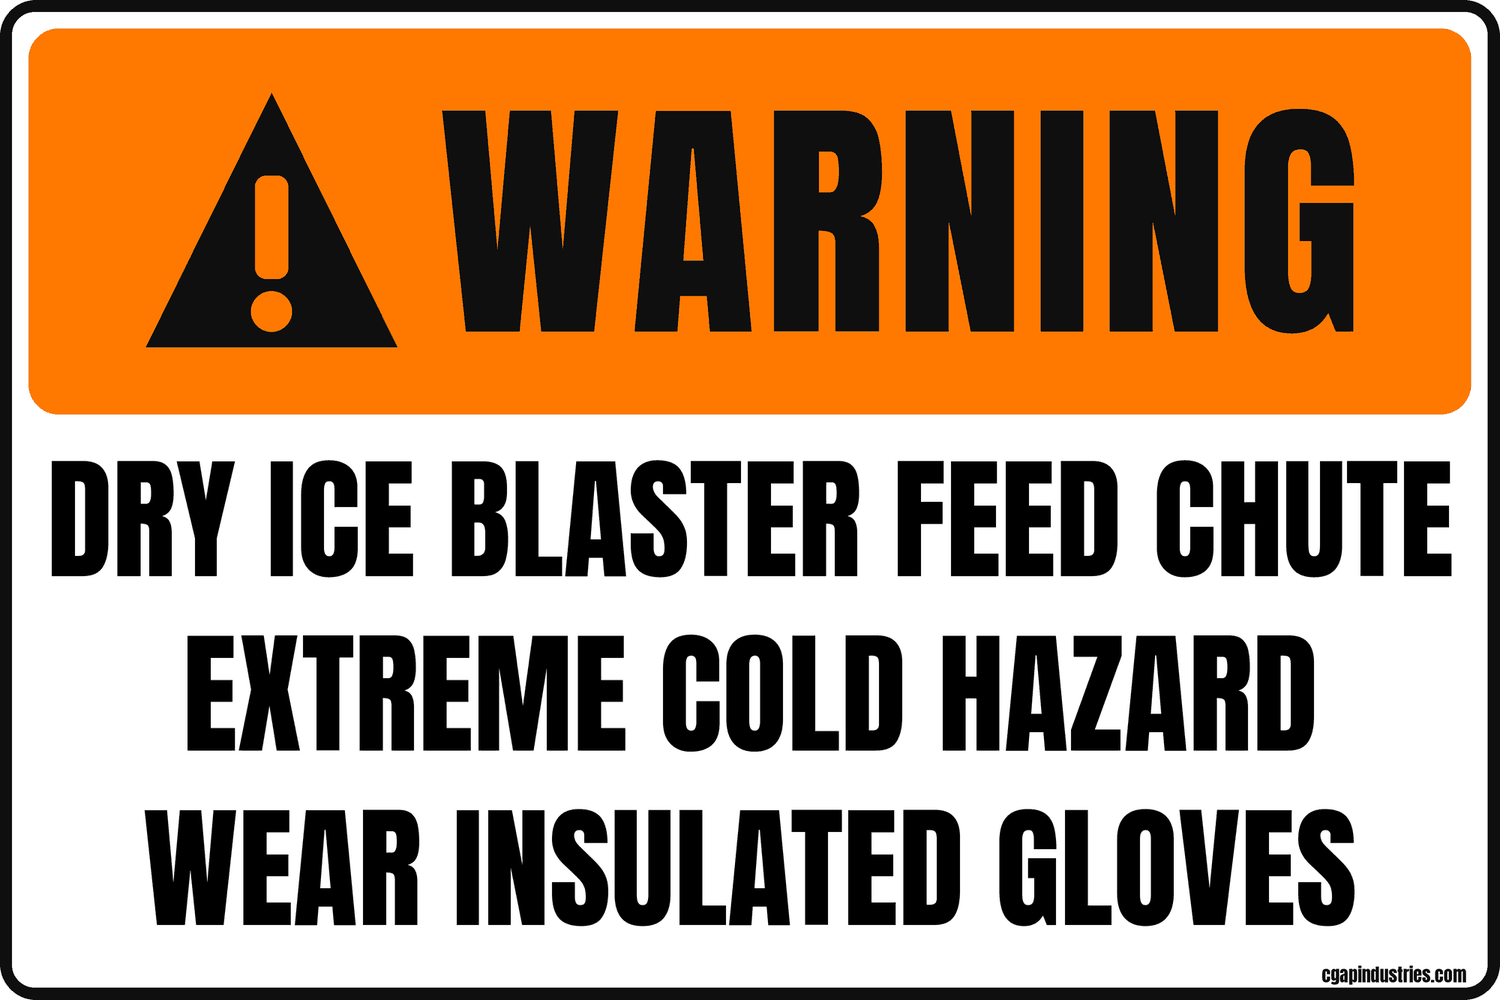 WARNING
DRY ICE BLASTER FEED CHUTE
EXTREME COLD HAZARD
WEAR INSULATED GLOVES
cgapindustries.com